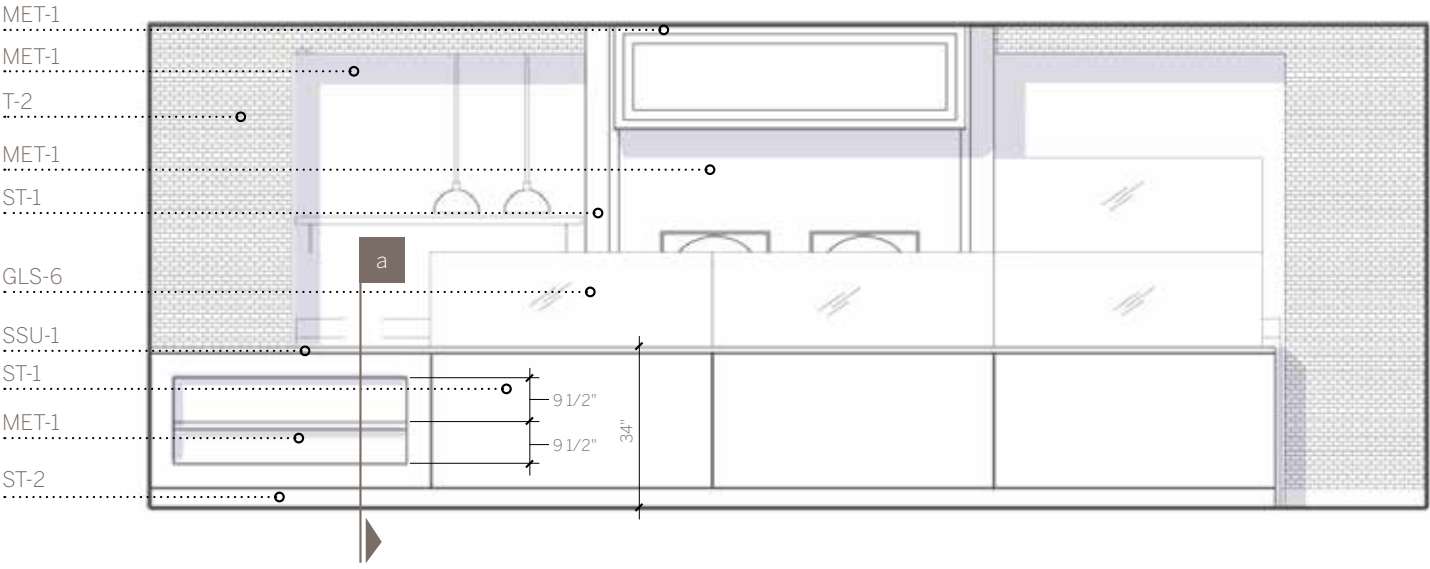 MET-1
MET-1
T-2
MET-1
ST-1
a
GLS-6
SSU-1
ST-1
9 1/2"
34"
MET-1
9 1/2"
ST-2